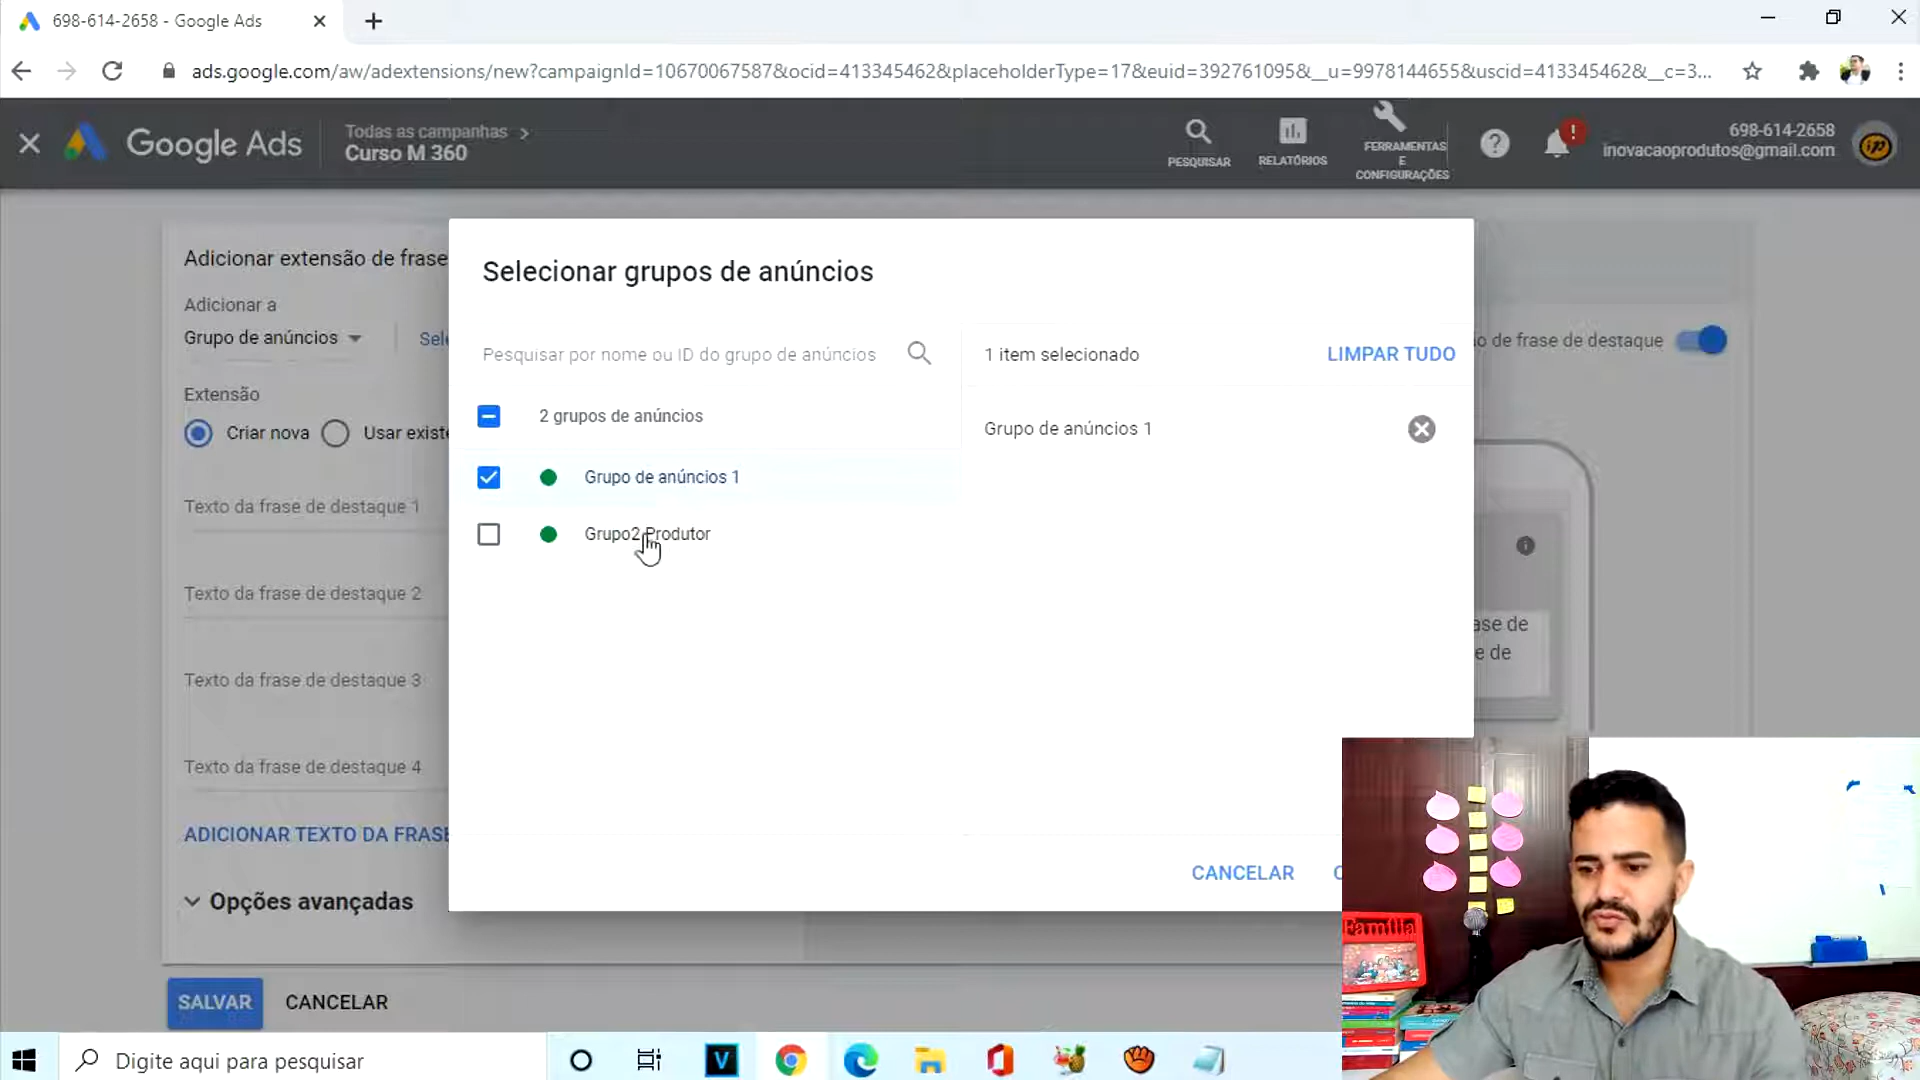 698-614-2658 - Google Ads
ads.google.com/aw/adextensions/new?campaignId=10670067587&ocid=413345462&placeholderType=17&euid=392761095&__u=9978144655&uscid=413345462&__c=3...
Google Ads
Todas as campanhas
Curso M 360
PESQUISAR
RELATÓRIOS
FERRAMENTAS
E
CONFIGURAÇÕES
698-614-2658
inovacaoprodutos@gmail.com
Adicionar extensão de frase
Adicionar a
Grupo de anúncios
Sele
Extensão
Criar nova
Usar existe
Texto da frase de destaque 1
Texto da frase de destaque 2
Texto da frase de destaque 3
Texto da frase de destaque 4
ADICIONAR TEXTO DA FRASE
Opções avançadas
SALVAR
CANCELAR
Selecionar grupos de anúncios
Pesquisar por nome ou ID do grupo de anúncios
2 grupos de anúncios
Grupo de anúncios 1
Grupo2 Produtor
1 item selecionado
LIMPAR TUDO
Grupo de anúncios 1
CANCELAR
o de frase de destaque
ase de
e de
Família
Digite aqui para pesquisar